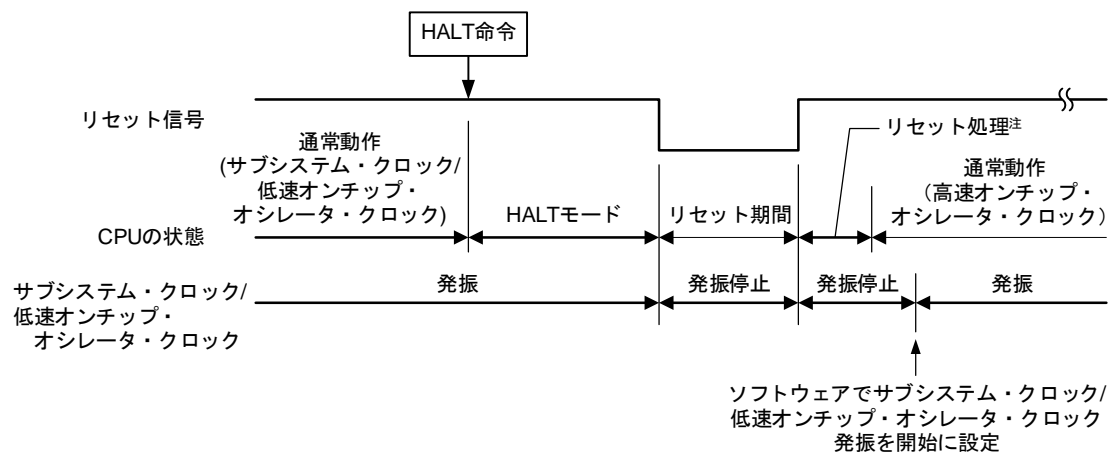 HALT命令
リセット信号
リセット処理注
通常動作
(サブシステム・クロック/
低速オンチップ・
オシレータ・クロック)
通常動作
（高速オンチップ・
オシレータ・クロック）
HALTモード
リセット期間
CPUの状態
発振
発振停止
発振停止
発振
サブシステム・クロック/
低速オンチップ・
オシレータ・クロック
ソフトウェアでサブシステム・クロック/
低速オンチップ・オシレータ・クロック
発振を開始に設定